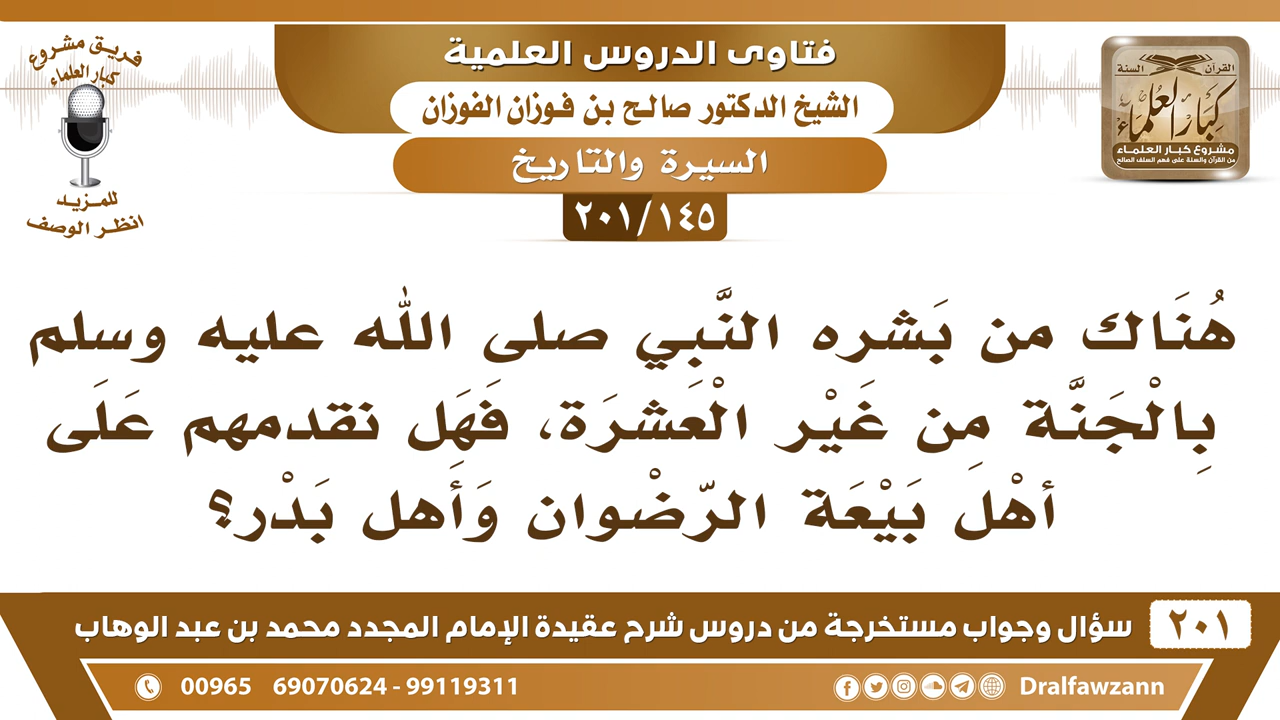 فتاوى الدروس العلمية
الشيخ الدكتور صالح بن فوزان الفوزان
السيرة والتاريخ
٢٠١/١٤٥
فريق مشروع
كبار العلماء
للمزيد
انظر الوصف
القرآن السنة
كبار العلماء
مشروع كبار العلماء
من القرآن والسنة على فهم السلف الصالح
هُنَاك من بَشره النَّبي صلى الله عليه وسلم
بِالْجَنَّة مِن غَيْر الْعَشرَة، فَهَل نقدمهم عَلَى
أهْلَ بَيْعَة الرّضْوان وَأَهل بَدْر؟
٢٠١
سؤال وجواب مستخرجة من دروس شرح عقيدة الإمام المجدد محمد بن عبد الوهاب
00965 69070624 - 99119311
Dralfawzann